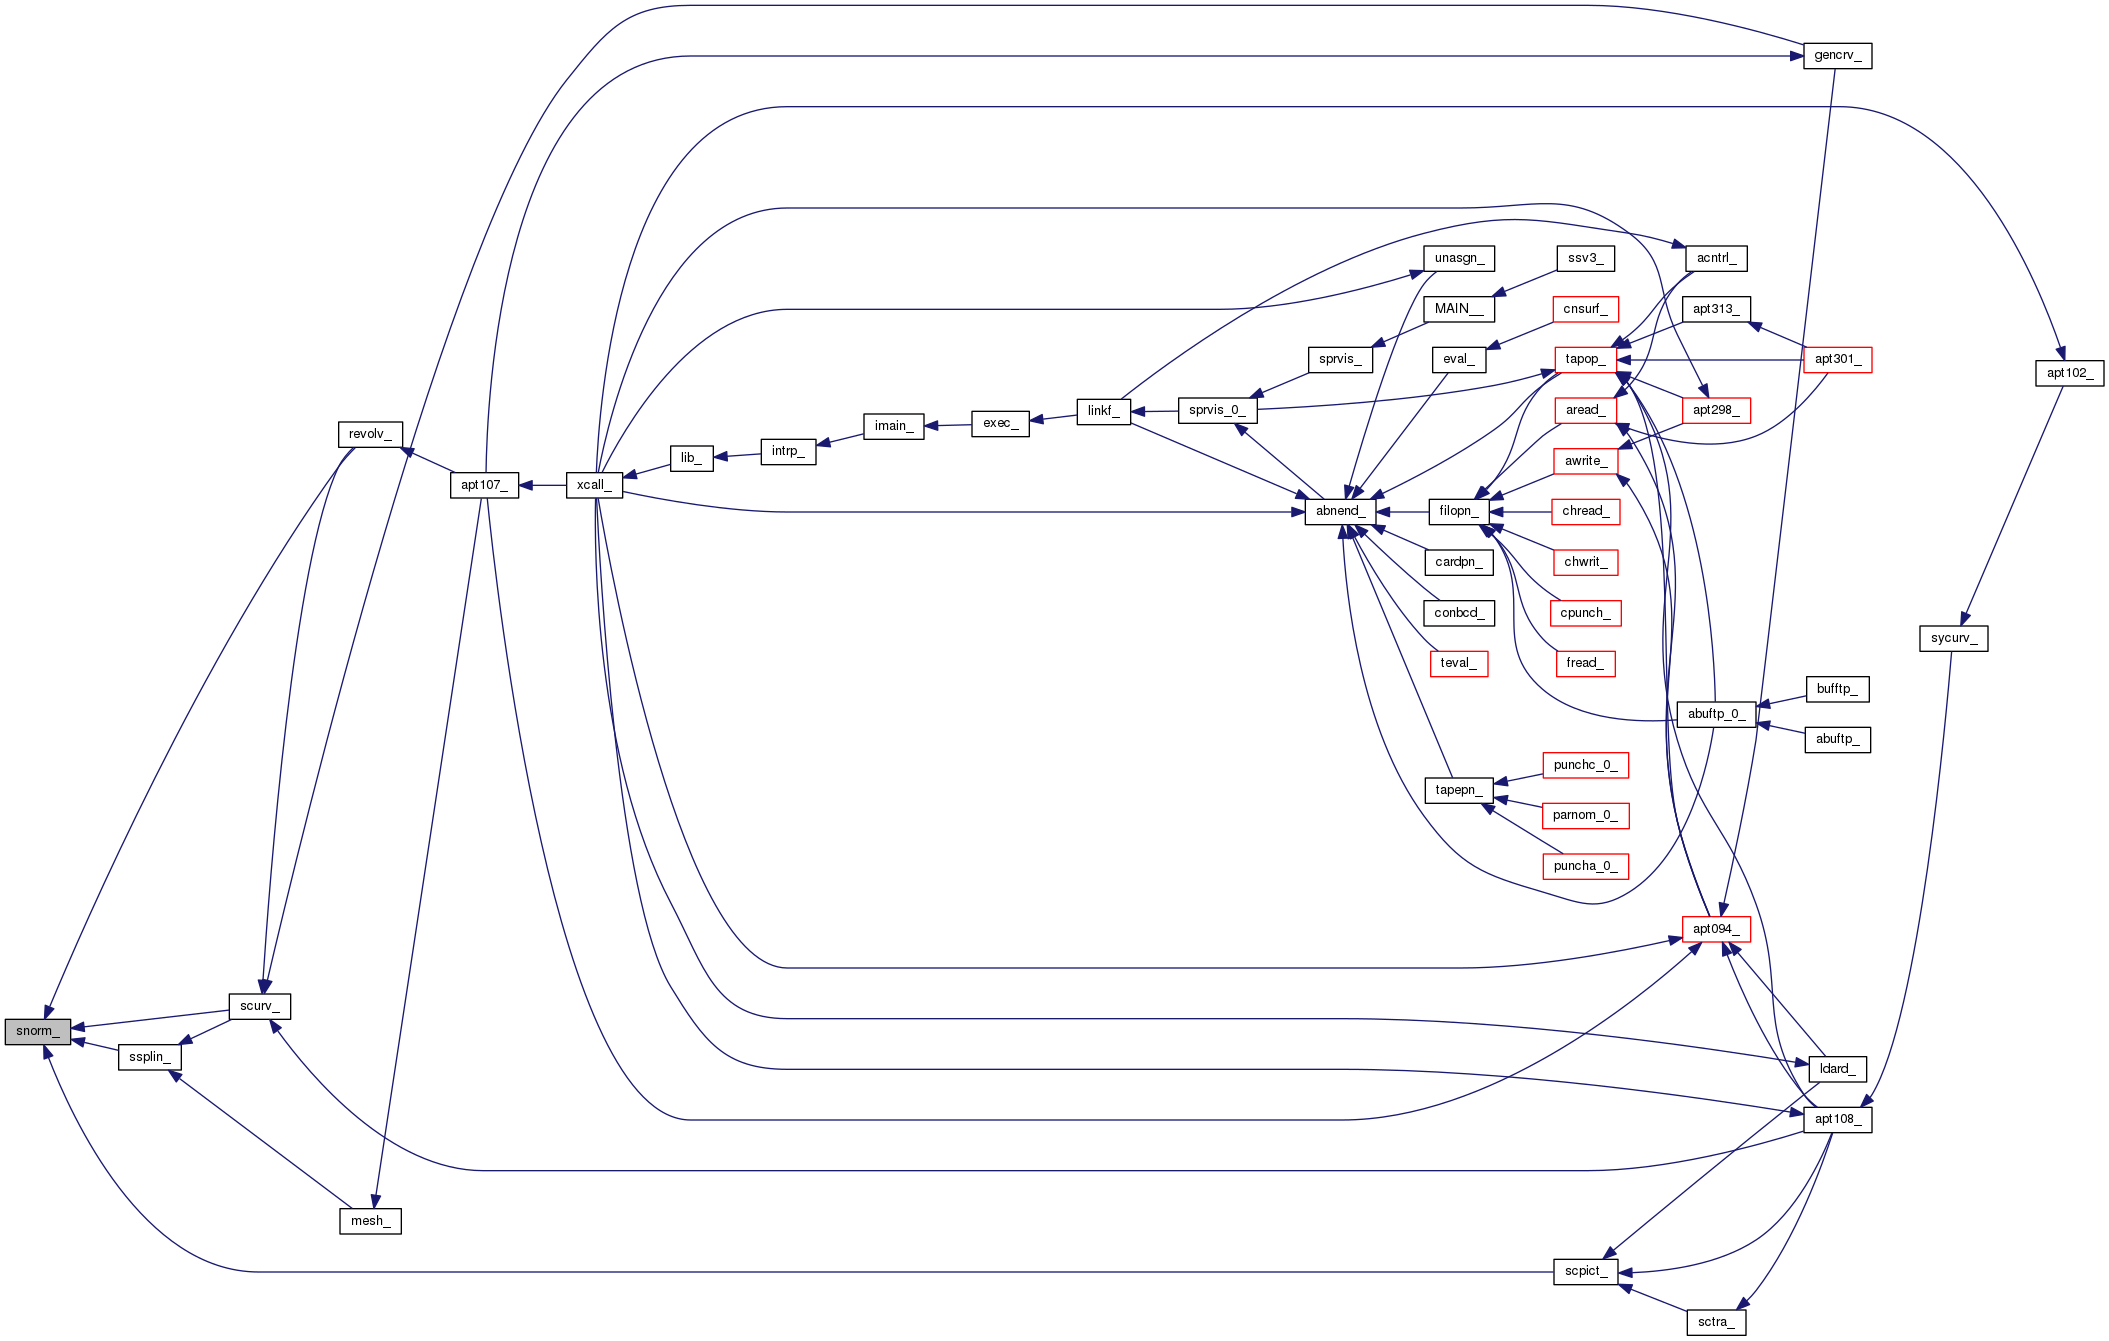 gencrv_
unasgn_
ssv3_
acntrl_
MAIN__
cnsurf_
apt313_
sprvis_
eval_
tapop_
apt301_
apt102_
linkf_
sprvis_0_
aread_
apt298_
revolv_
imain_
exec_
lib_
intrp_
awrite_
apt107_
xcall_
abnend_
filopn_
chread_
cardpn_
chwrit_
conbcd_
cpunch_
sycurv_
teval_
fread_
bufftp_
abuftp_0_
abuftp_
punchc_0_
tapepn_
parnom_0_
puncha_0_
apt094_
scurv_
snorm_
ssplin_
ldard_
apt108_
mesh_
scpict_
sctra_